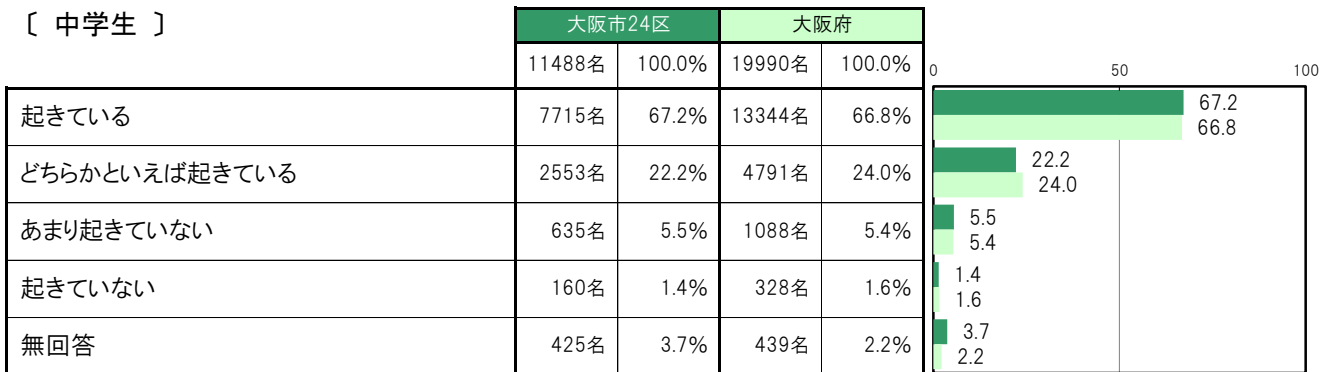 〔 中学生 〕
大阪市24区 大阪府
11488名 100.0% 19990名 100.0%
0 50 100
起きている 7715名 67.2% 13344名 66.8%
67.2
66.8
どちらかといえば起きている 2553名 22.2% 4791名 24.0%
22.2
24.0
あまり起きていない 635名 5.5% 1088名 5.4%
5.5
5.4
起きていない 160名 1.4% 328名 1.6%
1.4
1.6
無回答 425名 3.7% 439名 2.2%
3.7
2.2